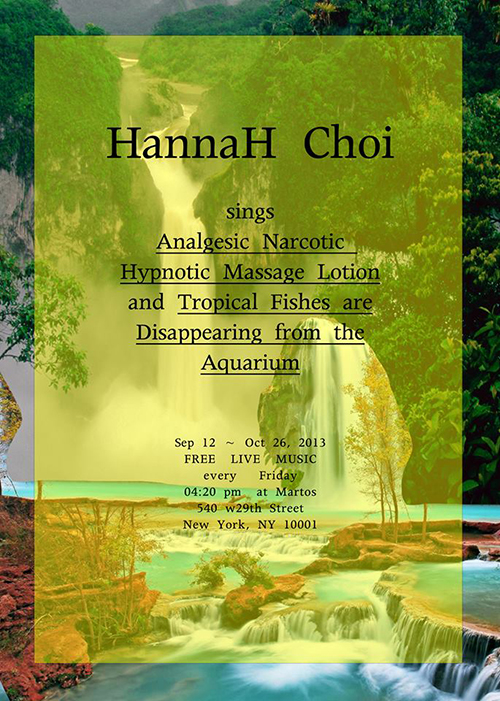 HannaH Choi
sings
Analgesic Narcotic
Hypnotic Massage Lotion
and Tropical Fishes are
Disappearing from the
Aquarium
Sep 12 ~ Oct 26, 2013
FREE LIVE MUSIC
every Friday
04:20 pm at Martos
540 w29th Street
New York, NY 10001